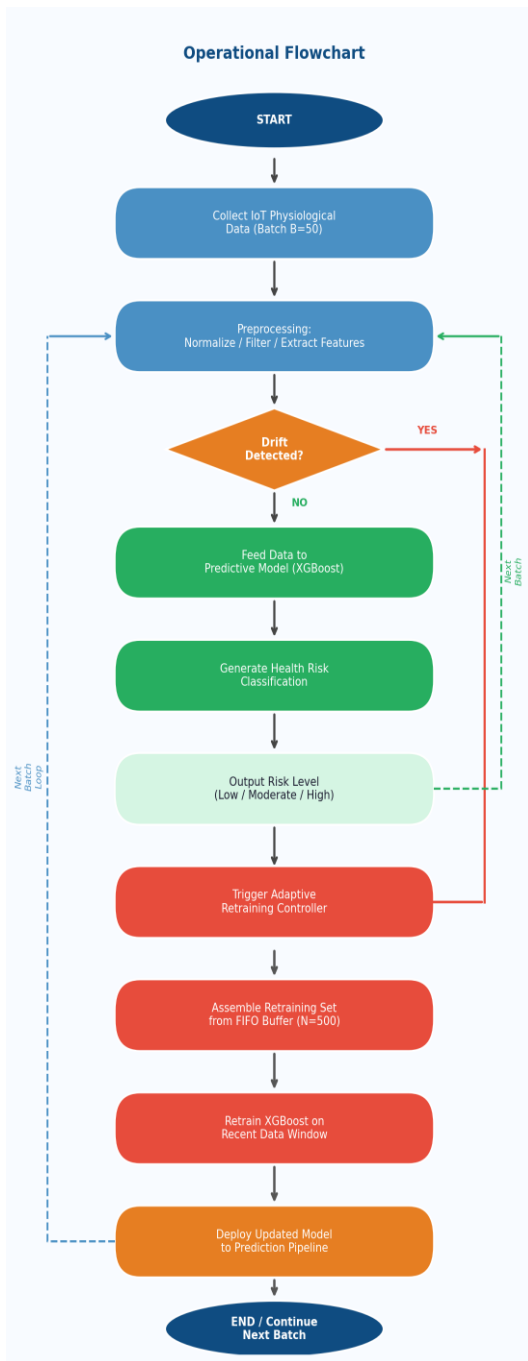 Operational Flowchart
START
Collect IoT Physiological
Data (Batch B=50)
Preprocessing:
Normalize / Filter / Extract Features
Drift
Detected?
YES
NO
Feed Data to
Predictive Model (XGBoost)
Next
Batch
Generate Health Risk
Classification
Output Risk Level
(Low / Moderate / High)
Next
Batch
Loop
Trigger Adaptive
Retraining Controller
Assemble Retraining Set
from FIFO Buffer (N=500)
Retrain XGBoost on
Recent Data Window
Deploy Updated Model
to Prediction Pipeline
END / Continue
Next Batch